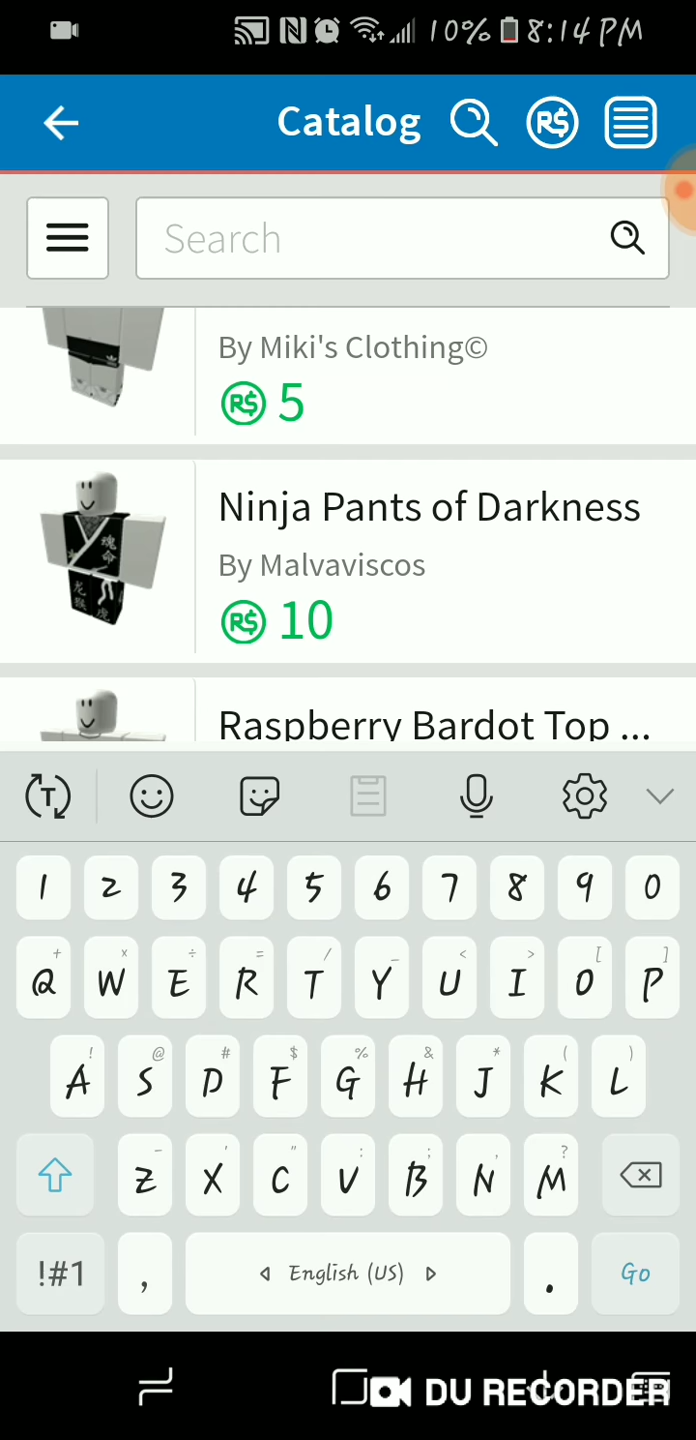 10% 8:14 PM
Catalog R$
Search
By Miki's Clothing©
R$ 5
Ninja Pants of Darkness
By Malvaviscos
R$ 10
Raspberry Bardot Top ...
T
1 2 3 4 5 6 7 8 9 0
+ × ÷ = / _ < > [ ]
Q W E R T Y U I O P
! @ # $ % & * ( )
A S D F G H J K L
- ' " : ; , ?
Z X C V B N M
!#1 , English (US) . Go
DU RECORDER